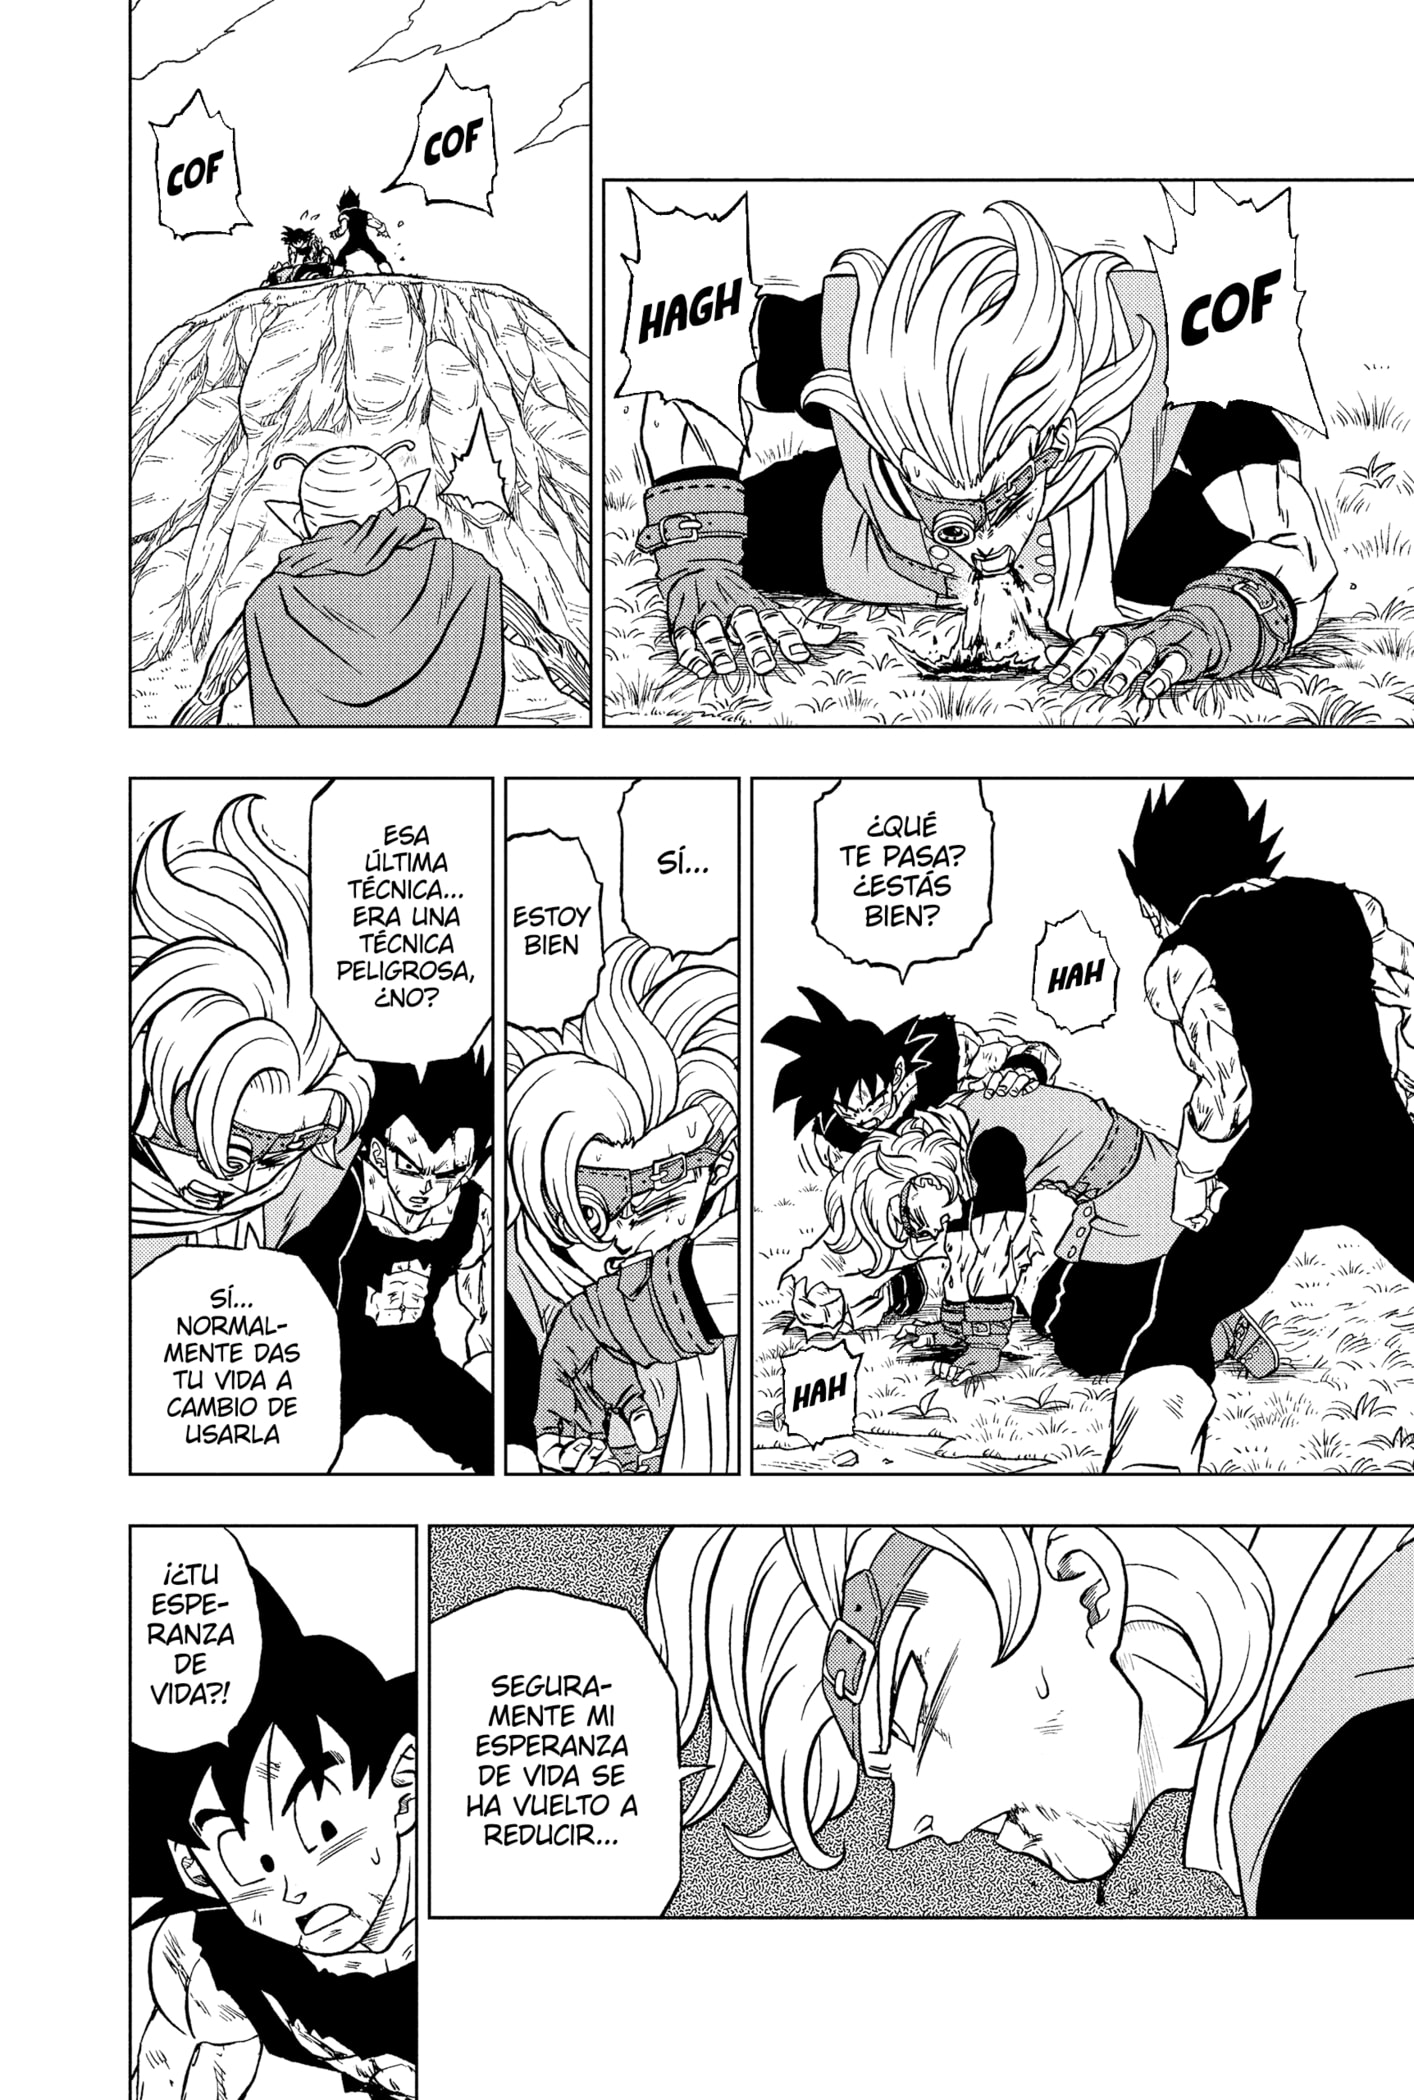 COF
HAGH
COF
COF
¿QUÉ
TE PASA?
¿ESTÁS
BIEN?
HAH
HAH
SÍ...
ESTOY
BIEN
ESA
ÚLTIMA
TÉCNICA...
ERA UNA
TÉCNICA
PELIGROSA,
¿NO?
SÍ...
NORMAL-
MENTE DAS
TU VIDA A
CAMBIO DE
USARLA
SEGURA-
MENTE MI
ESPERANZA
DE VIDA SE
HA VUELTO A
REDUCIR...
¡¿TU
ESPE-
RANZA
DE
VIDA?!